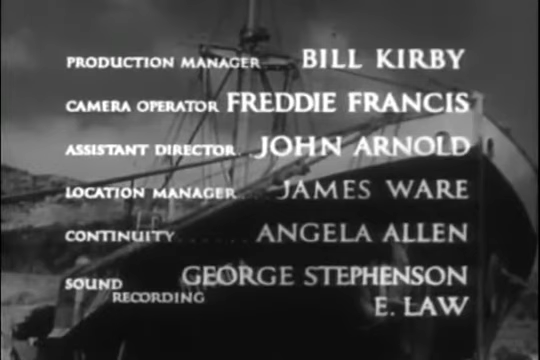 PRODUCTION MANAGER... BILL KIRBY
CAMERA OPERATOR FREDDIE FRANCIS
ASSISTANT DIRECTOR... JOHN ARNOLD
LOCATION MANAGER.... JAMES WARE
CONTINUITY........ ANGELA ALLEN
SOUND RECORDING GEORGE STEPHENSON
E. LAW